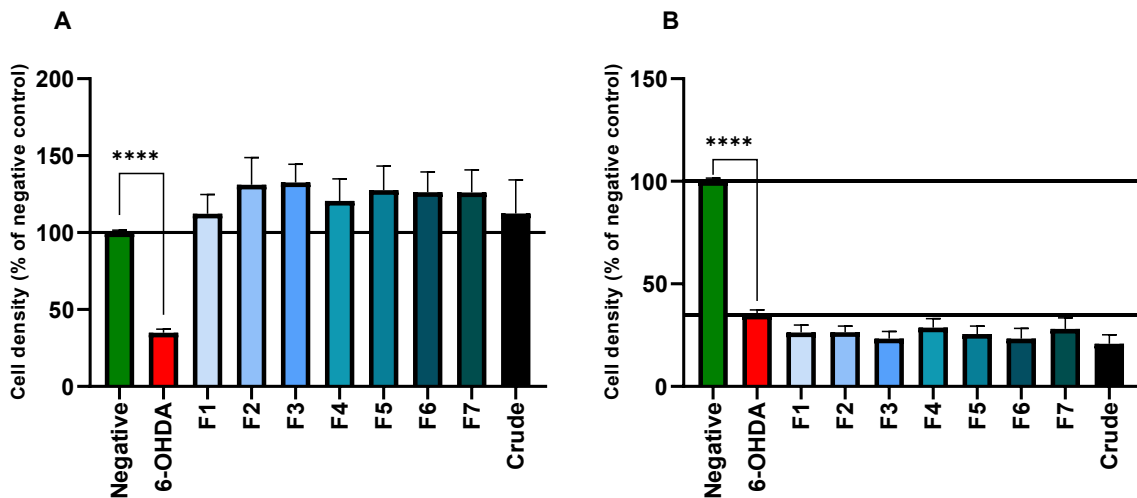 A
Cell density (% of negative control)
200
150
100
50
0
****
Negative
6-OHDA
F1
F2
F3
F4
F5
F6
F7
Crude
B
Cell density (% of negative control)
150
100
50
0
****
Negative
6-OHDA
F1
F2
F3
F4
F5
F6
F7
Crude